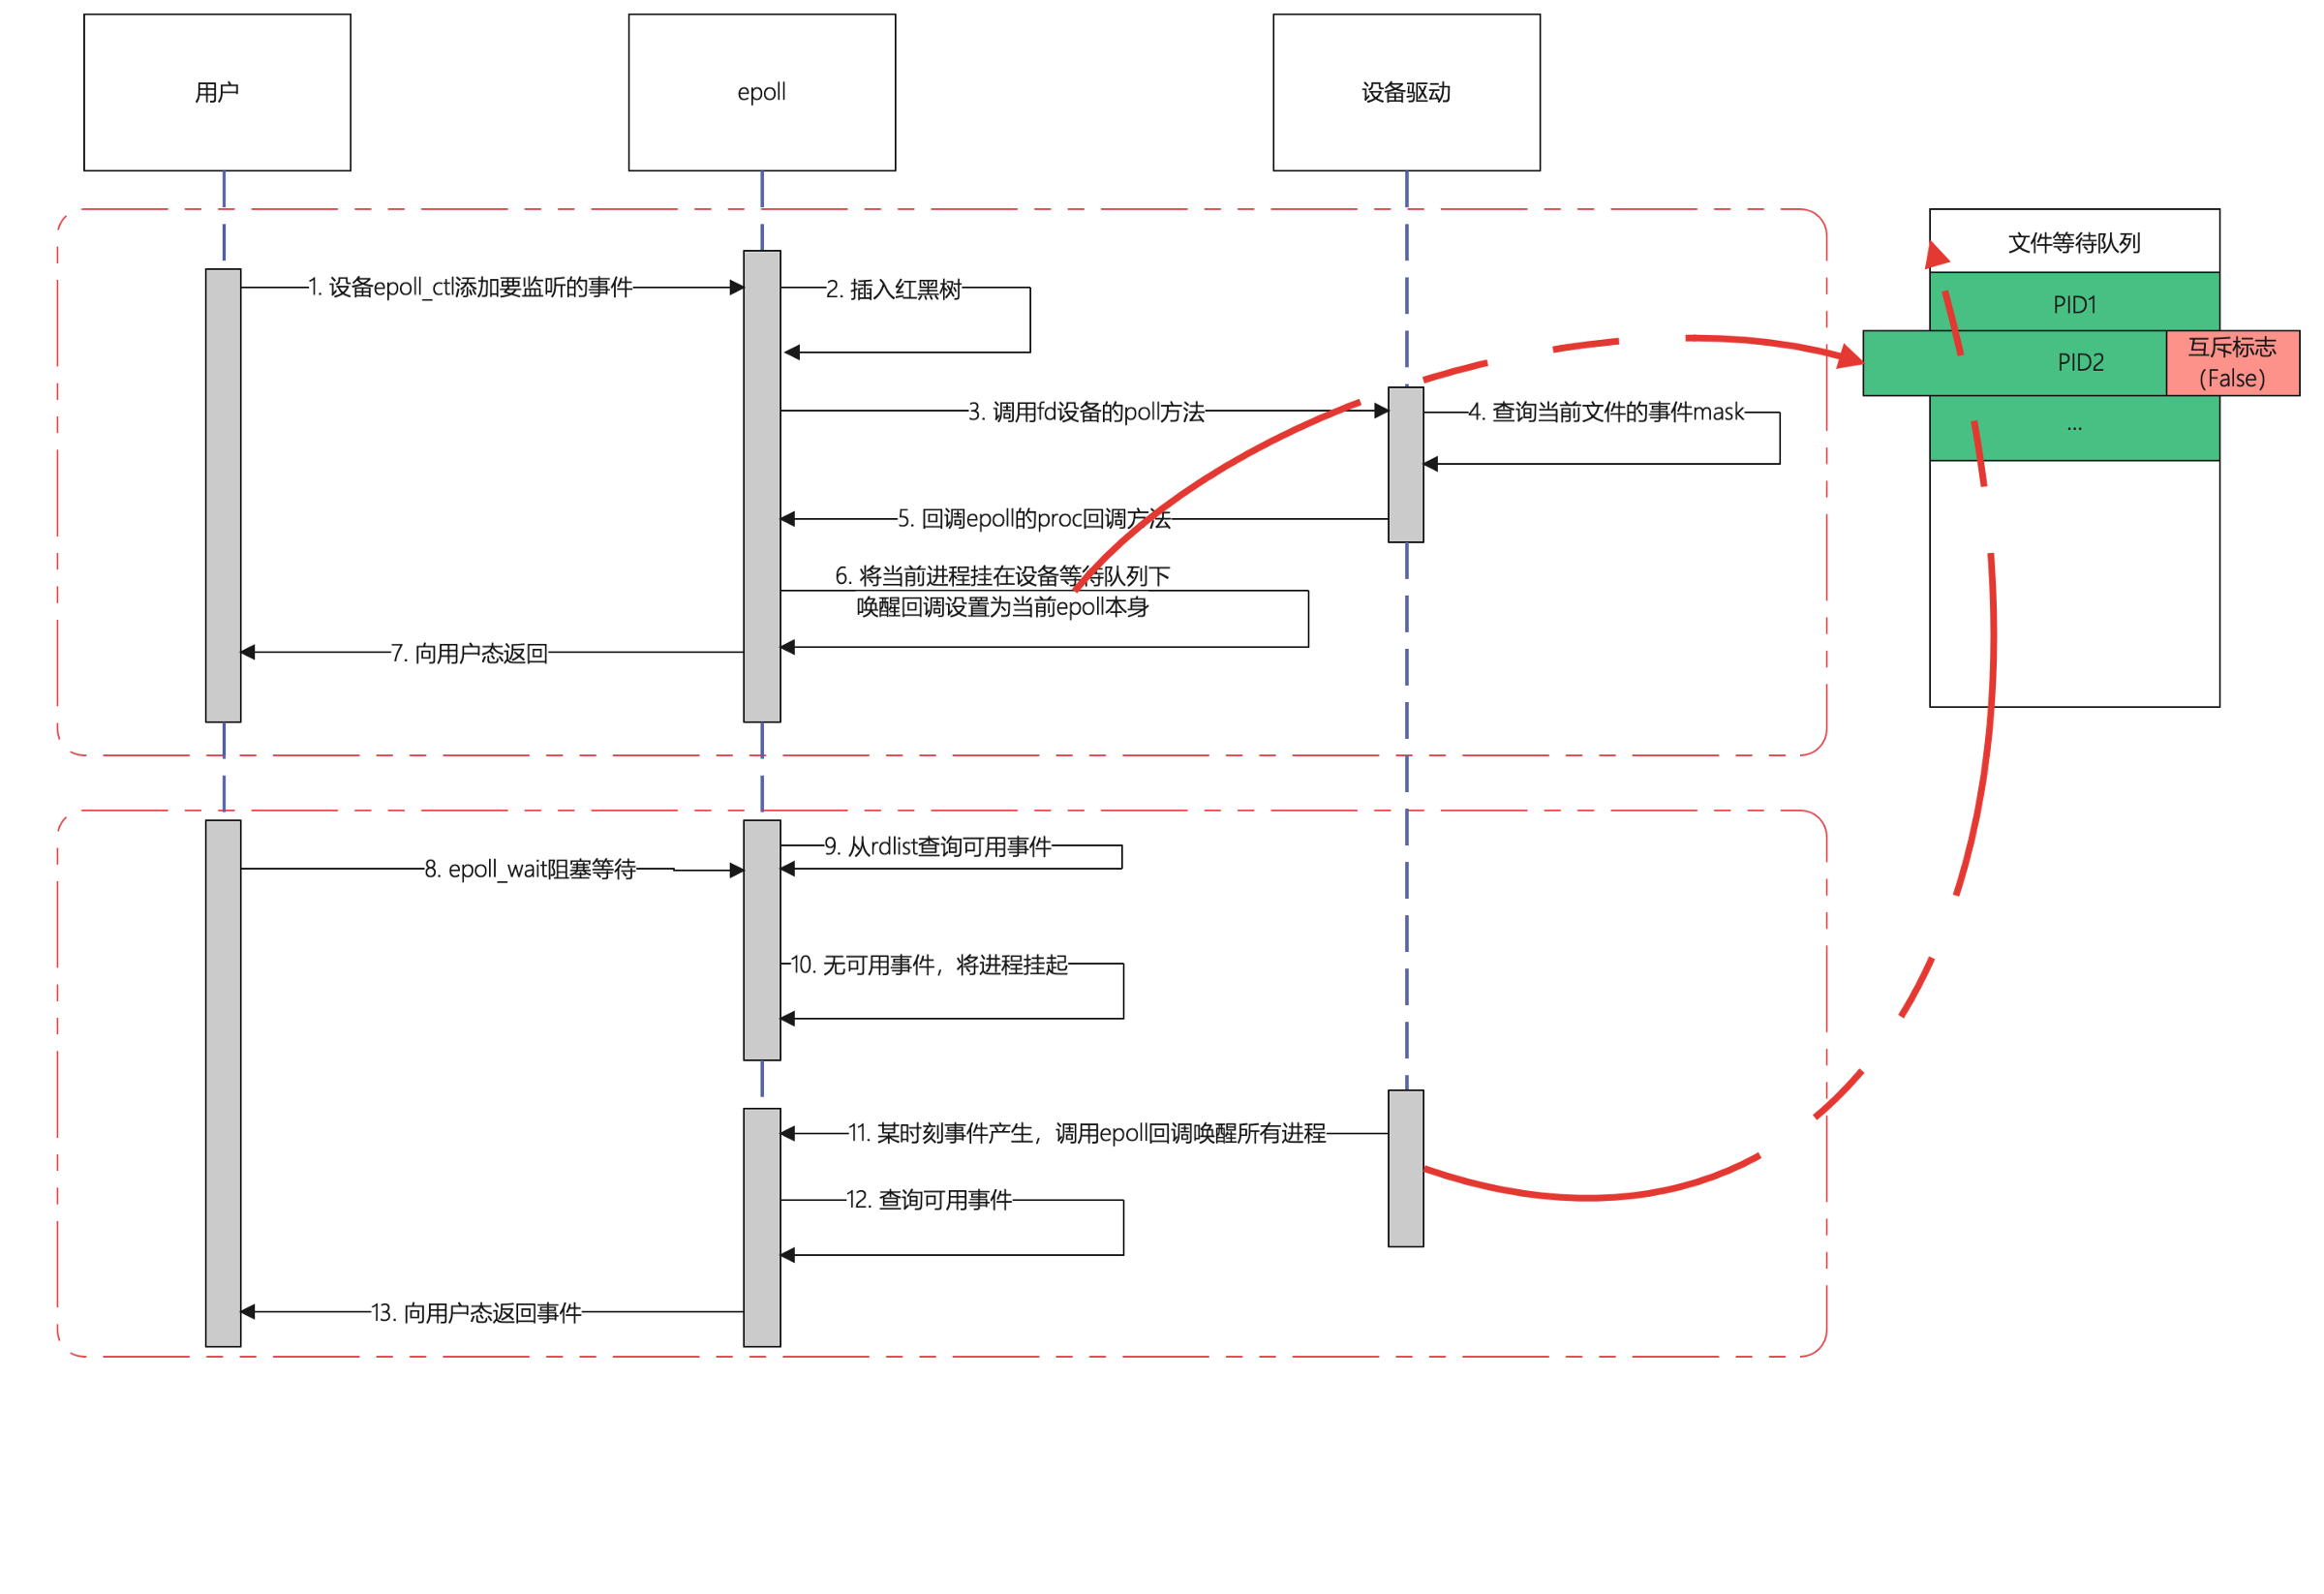 用户
epoll
设备驱动
文件等待队列
PID1
PID2
互斥标志
（False）
...
1. 设备epoll_ctl添加要监听的事件
2. 插入红黑树
3. 调用fd设备的poll方法
4. 查询当前文件的事件mask
5. 回调epoll的proc回调方法
6. 将当前进程挂在设备等待队列下
唤醒回调设置为当前epoll本身
7. 向用户态返回
8. epoll_wait阻塞等待
9. 从rdlist查询可用事件
10. 无可用事件，将进程挂起
11. 某时刻事件产生，调用epoll回调唤醒所有进程
12. 查询可用事件
13. 向用户态返回事件